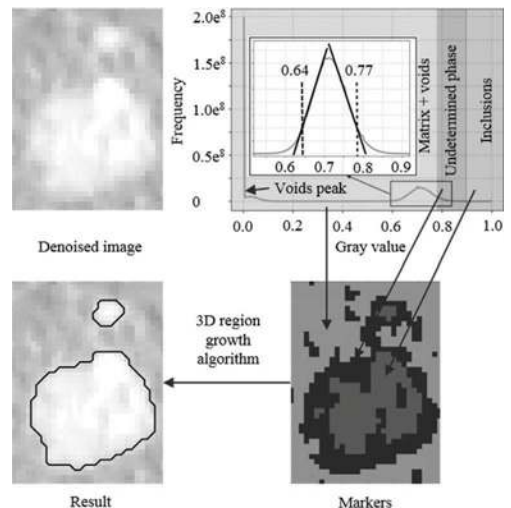 2.0e⁸
1.5e⁸
1.0e⁸
0.5e⁸
0
Frequency
0.64
0.77
0.6
0.7
0.8
0.9
Matrix + voids
Undetermined phase
Inclusions
Voids peak
0.0
0.2
0.4
0.6
0.8
1.0
Denoised image
Gray value
3D region
growth
algorithm
Result
Markers